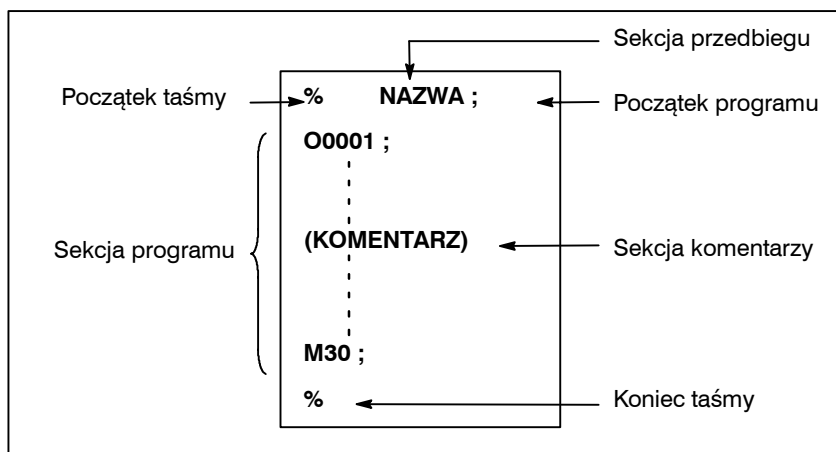 Sekcja przedbiegu
Początek taśmy
% NAZWA ;
Początek programu
O0001 ;
Sekcja programu
(KOMENTARZ)
Sekcja komentarzy
M30 ;
%
Koniec taśmy